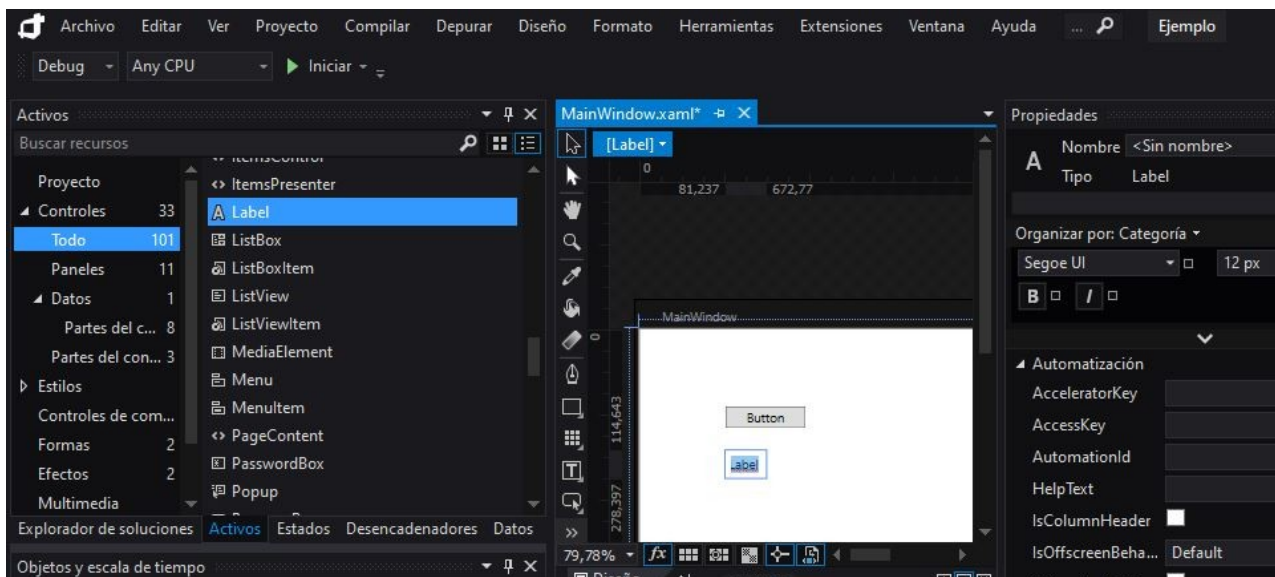 Archivo Editar Ver Proyecto Compilar Depurar Diseño Formato Herramientas Extensiones Ventana Ayuda ... Ejemplo
Debug Any CPU Iniciar
Activos
Buscar recursos
Proyecto
Controles 33
Todo 101
Paneles 11
Datos 1
Partes del c... 8
Partes del con... 3
Estilos
Controles de com...
Formas 2
Efectos 2
Multimedia
ItemsControl
ItemsPresenter
Label
ListBox
ListBoxItem
ListView
ListViewItem
MediaElement
Menu
MenuItem
PageContent
PasswordBox
Popup
Explorador de soluciones Activos Estados Desencadenadores Datos
Objetos y escala de tiempo
MainWindow.xaml*
[Label]
0
81,237 672,77
MainWindow
0
114,643
278,397
Button
Label
79,78% fx
Diseño
Propiedades
A Nombre <Sin nombre>
Tipo Label
Organizar por: Categoría
Segoe UI 12 px
B I
Automatización
AcceleratorKey
AccessKey
AutomationId
HelpText
IsColumnHeader
IsOffscreenBeha... Default